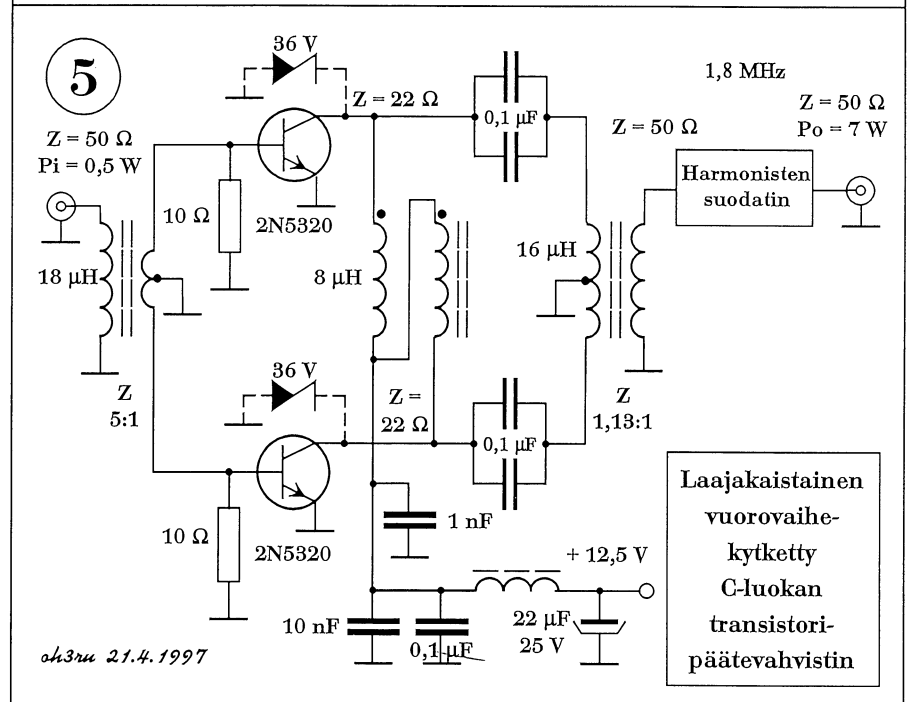 5
36 V
1,8 MHz
Z = 22 Ω
0,1 µF
Z = 50 Ω
Z = 50 Ω
Po = 7 W
Z = 50 Ω
Pi = 0,5 W
Harmonisten
suodatin
10 Ω
2N5320
18 µH
8 µH
16 µH
36 V
Z
5:1
Z =
22 Ω
0,1 µF
Z
1,13:1
1 nF
10 Ω
2N5320
+ 12,5 V
10 nF
0,1 µF
22 µF
25 V
Laajakaistainen
vuorovaihe-
kytketty
C-luokan
transistori-
päätevahvistin
oh3ru 21.4.1997